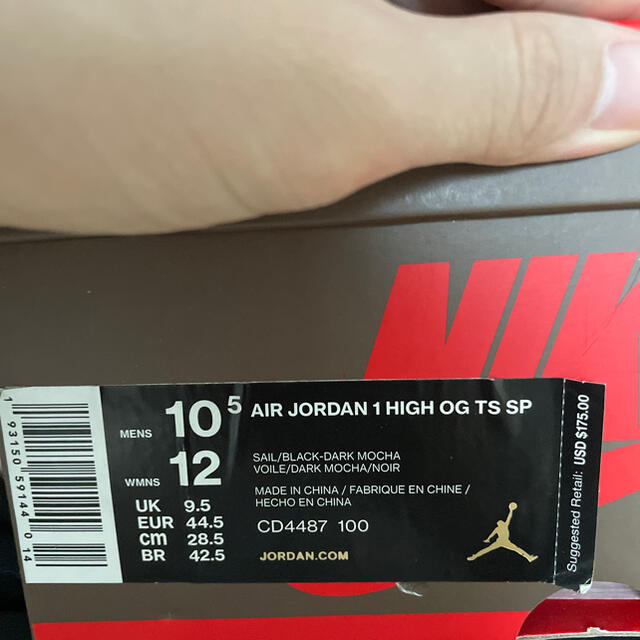 NIK
MENS 10 5
WMNS 12
UK 9.5
EUR 44.5
cm 28.5
BR 42.5
AIR JORDAN 1 HIGH OG TS SP
SAIL/BLACK-DARK MOCHA
VOILE/DARK MOCHA/NOIR
MADE IN CHINA / FABRIQUE EN CHINE /
HECHO EN CHINA
CD4487 100
JORDAN.COM
Suggested Retail: USD $175.00
1 93150 59144 014